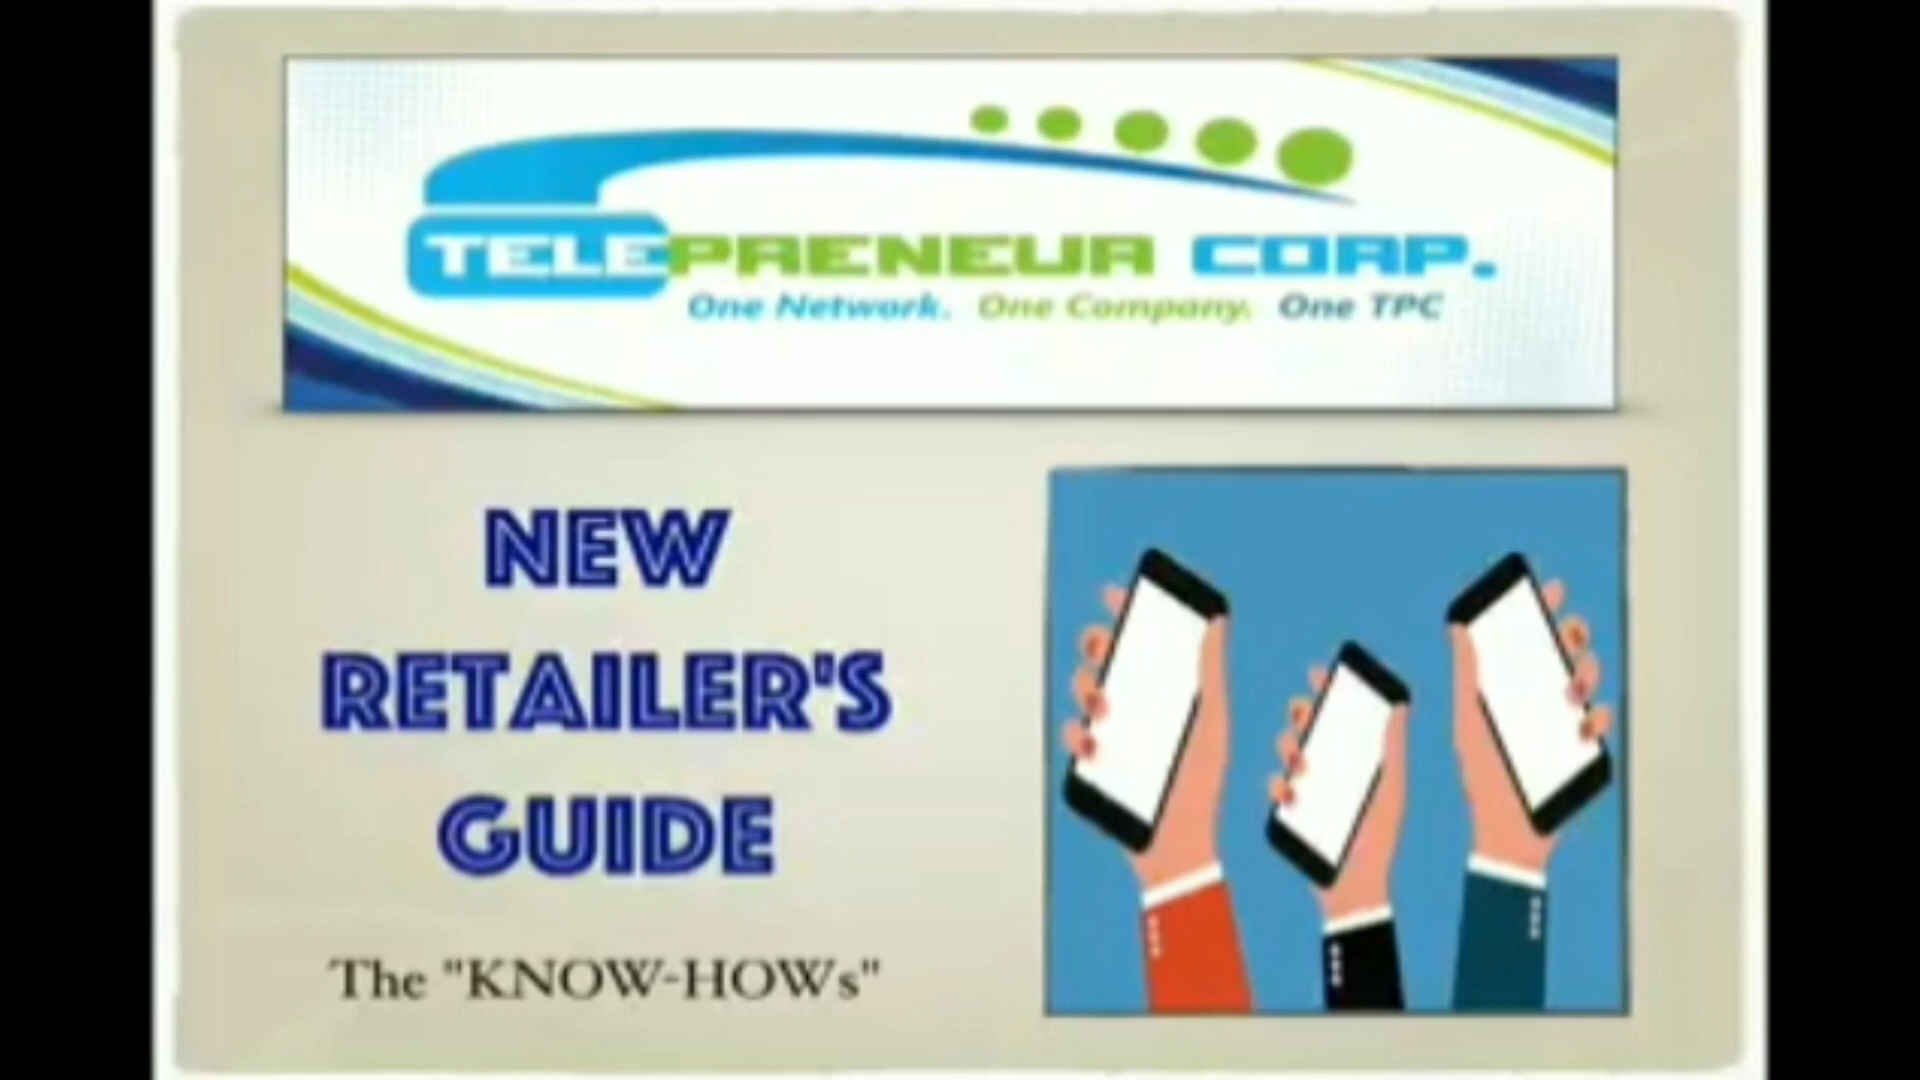 TELEPRENEUR CORP.
One Network. One Company. One TPC
NEW
RETAILER'S
GUIDE
The "KNOW-HOWs"